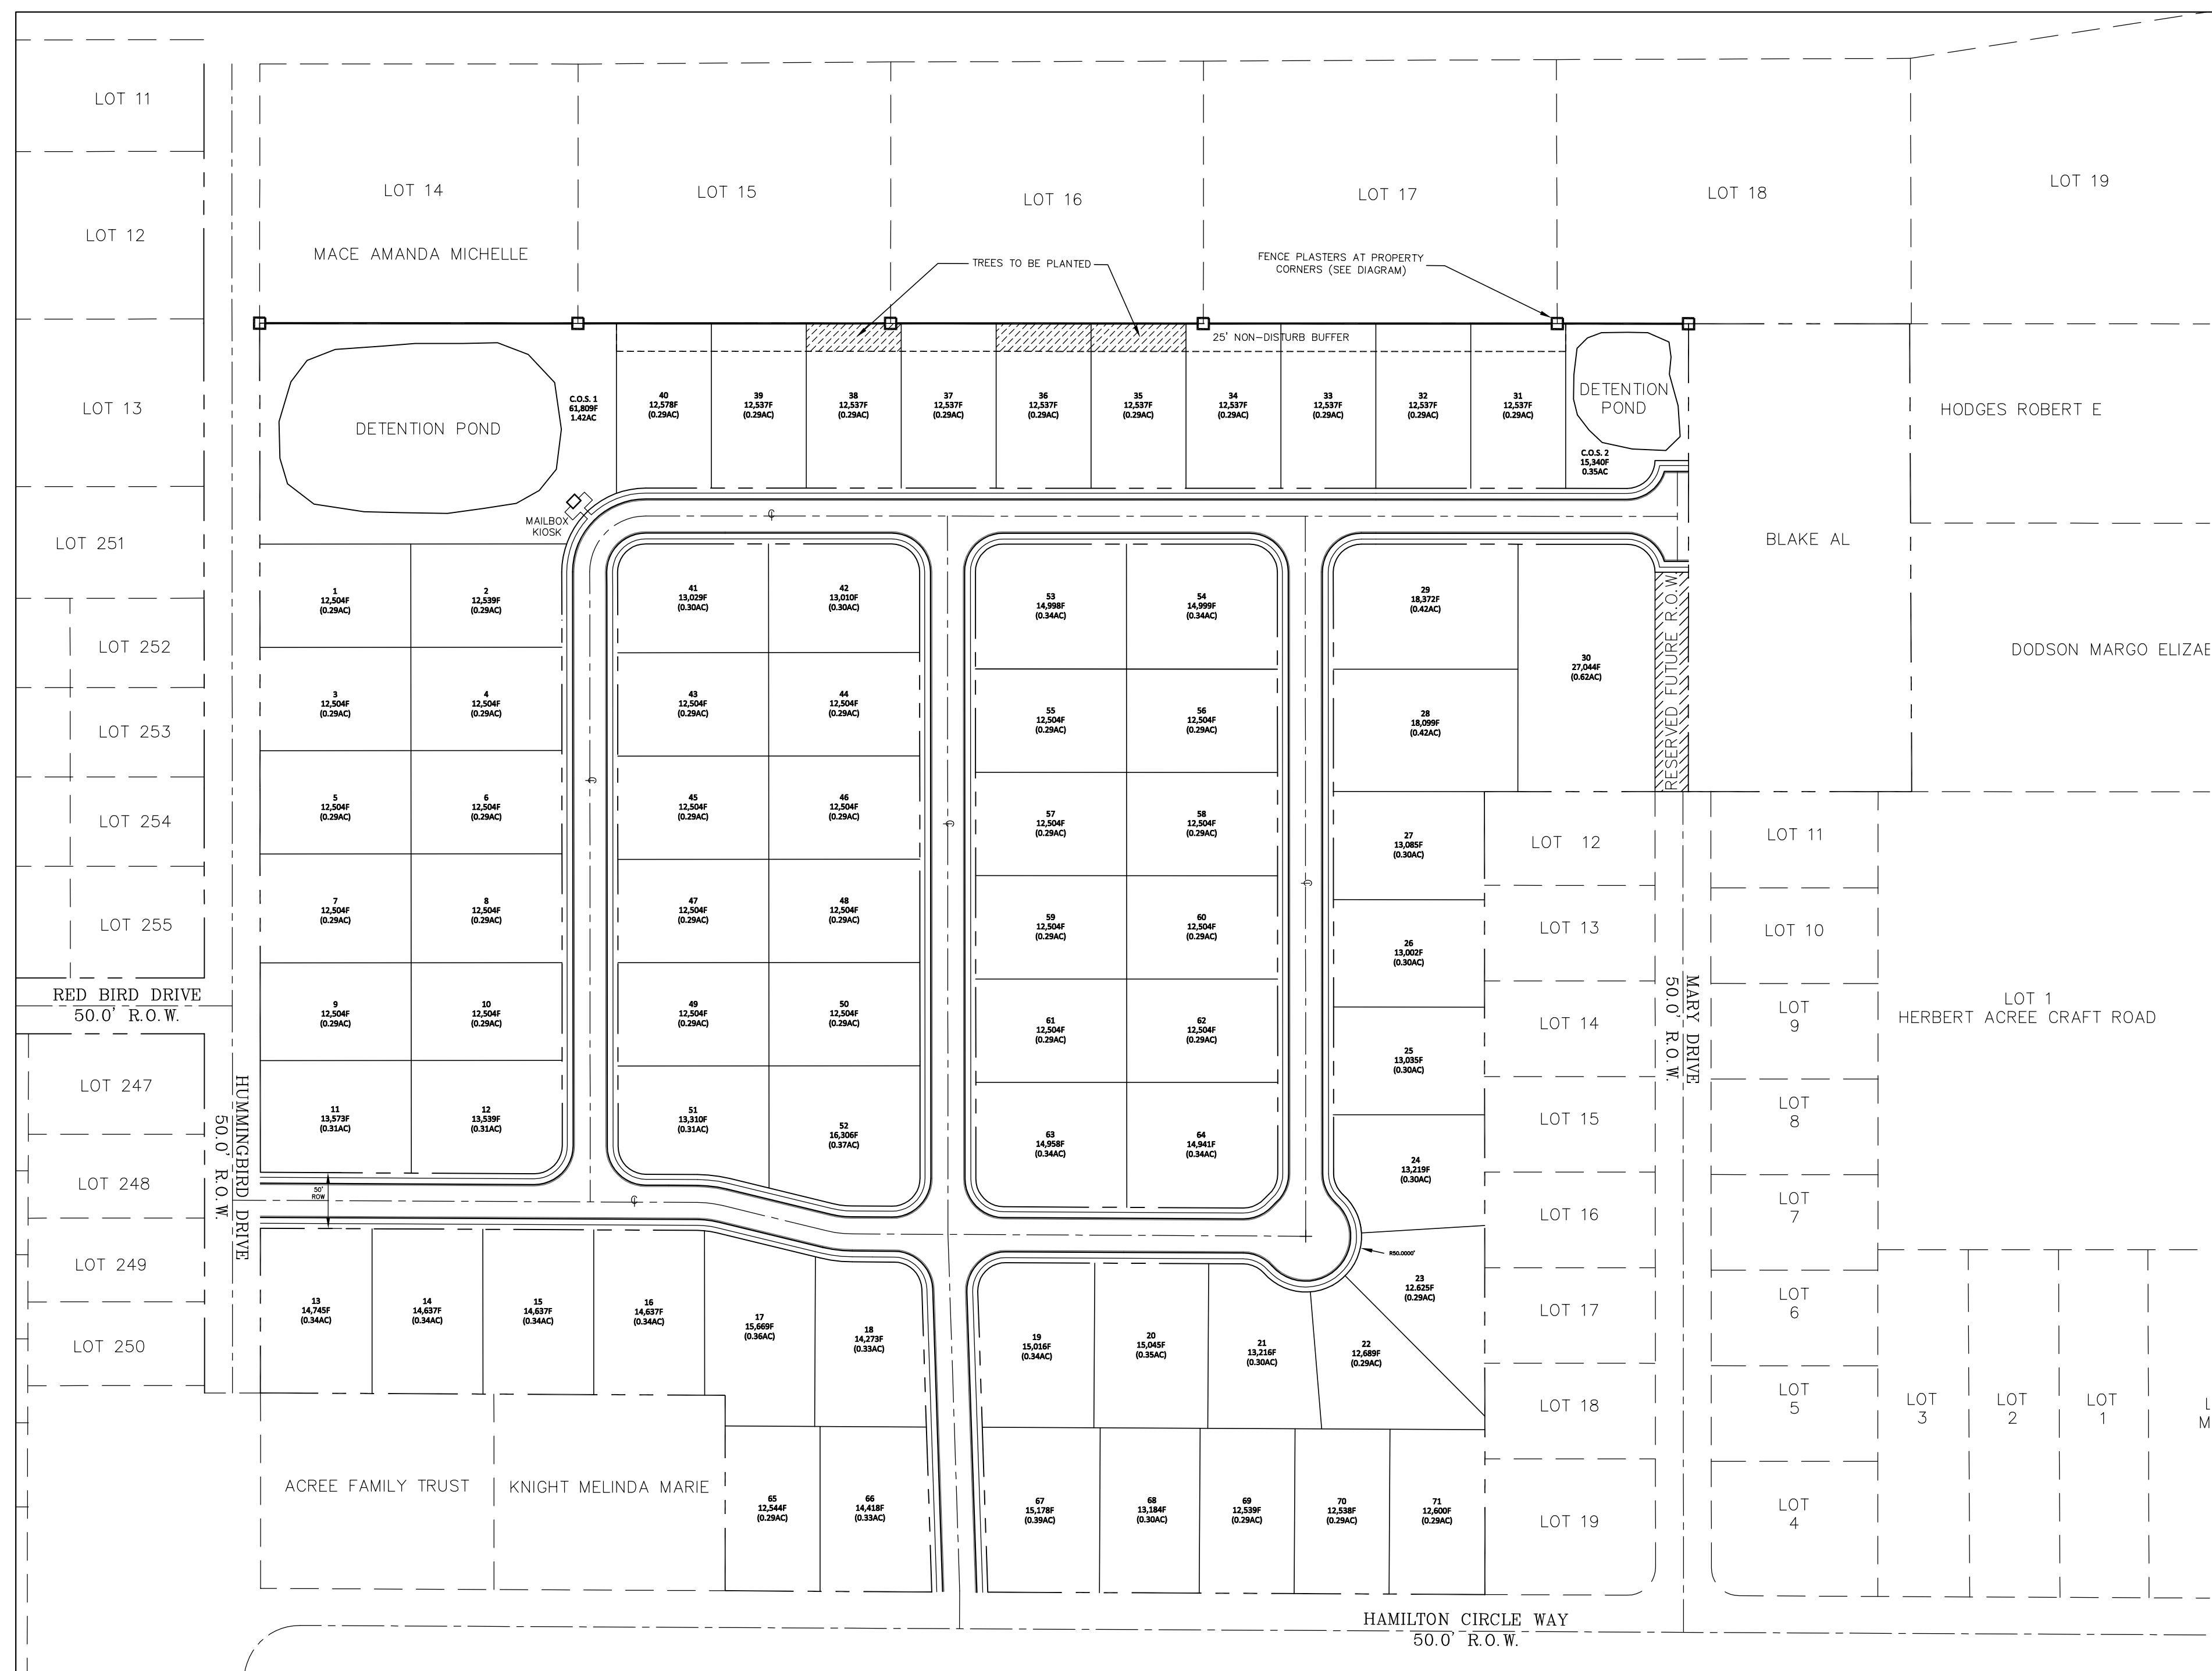 LOT 11
LOT 12
LOT 13
LOT 251
LOT 252
LOT 253
LOT 254
LOT 255
RED BIRD DRIVE
50.0' R.O.W.
LOT 247
LOT 248
LOT 249
LOT 250
HUMMINGBIRD DRIVE
50.0' R.O.W.
LOT 14
MACE AMANDA MICHELLE
LOT 15
LOT 16
LOT 17
LOT 18
LOT 19
TREES TO BE PLANTED
FENCE PLASTERS AT PROPERTY
CORNERS (SEE DIAGRAM)
25' NON-DISTURB BUFFER
DETENTION POND
C.O.S. 1
61,809F
1.42AC
40
12,578F
(0.29AC)
39
12,537F
(0.29AC)
38
12,537F
(0.29AC)
37
12,537F
(0.29AC)
36
12,537F
(0.29AC)
35
12,537F
(0.29AC)
34
12,537F
(0.29AC)
33
12,537F
(0.29AC)
32
12,537F
(0.29AC)
31
12,537F
(0.29AC)
DETENTION
POND
C.O.S. 2
15,340F
0.35AC
HODGES ROBERT E
BLAKE AL
MAILBOX
KIOSK
1
12,504F
(0.29AC)
2
12,539F
(0.29AC)
3
12,504F
(0.29AC)
4
12,504F
(0.29AC)
5
12,504F
(0.29AC)
6
12,504F
(0.29AC)
7
12,504F
(0.29AC)
8
12,504F
(0.29AC)
9
12,504F
(0.29AC)
10
12,504F
(0.29AC)
11
13,573F
(0.31AC)
12
13,539F
(0.31AC)
41
13,029F
(0.30AC)
42
13,010F
(0.30AC)
43
12,504F
(0.29AC)
44
12,504F
(0.29AC)
45
12,504F
(0.29AC)
46
12,504F
(0.29AC)
47
12,504F
(0.29AC)
48
12,504F
(0.29AC)
49
12,504F
(0.29AC)
50
12,504F
(0.29AC)
51
13,310F
(0.31AC)
52
16,306F
(0.37AC)
53
14,998F
(0.34AC)
54
14,999F
(0.34AC)
55
12,504F
(0.29AC)
56
12,504F
(0.29AC)
57
12,504F
(0.29AC)
58
12,504F
(0.29AC)
59
12,504F
(0.29AC)
60
12,504F
(0.29AC)
61
12,504F
(0.29AC)
62
12,504F
(0.29AC)
63
14,958F
(0.34AC)
64
14,941F
(0.34AC)
29
18,372F
(0.42AC)
28
18,099F
(0.42AC)
30
27,044F
(0.62AC)
RESERVED FUTURE R.O.W.
DODSON MARGO ELIZAB
27
13,085F
(0.30AC)
26
13,002F
(0.30AC)
25
13,035F
(0.30AC)
24
13,219F
(0.30AC)
R50.0000'
23
12.625F
(0.29AC)
LOT 12
LOT 13
LOT 14
LOT 15
LOT 16
LOT 17
LOT 18
LOT 19
MARY DRIVE
50.0' R.O.W.
LOT 11
LOT 10
LOT
9
LOT
8
LOT
7
LOT
6
LOT
5
LOT
4
LOT 1
HERBERT ACREE CRAFT ROAD
LOT
3
LOT
2
LOT
1
L
M
50'
ROW
13
14,745F
(0.34AC)
14
14,637F
(0.34AC)
15
14,637F
(0.34AC)
16
14,637F
(0.34AC)
17
15,669F
(0.36AC)
18
14,273F
(0.33AC)
19
15,016F
(0.34AC)
20
15,045F
(0.35AC)
21
13,216F
(0.30AC)
22
12,689F
(0.29AC)
ACREE FAMILY TRUST
KNIGHT MELINDA MARIE
65
12,544F
(0.29AC)
66
14,418F
(0.33AC)
67
15,178F
(0.39AC)
68
13,184F
(0.30AC)
69
12,539F
(0.29AC)
70
12,538F
(0.29AC)
71
12,600F
(0.29AC)
HAMILTON CIRCLE WAY
50.0' R.O.W.